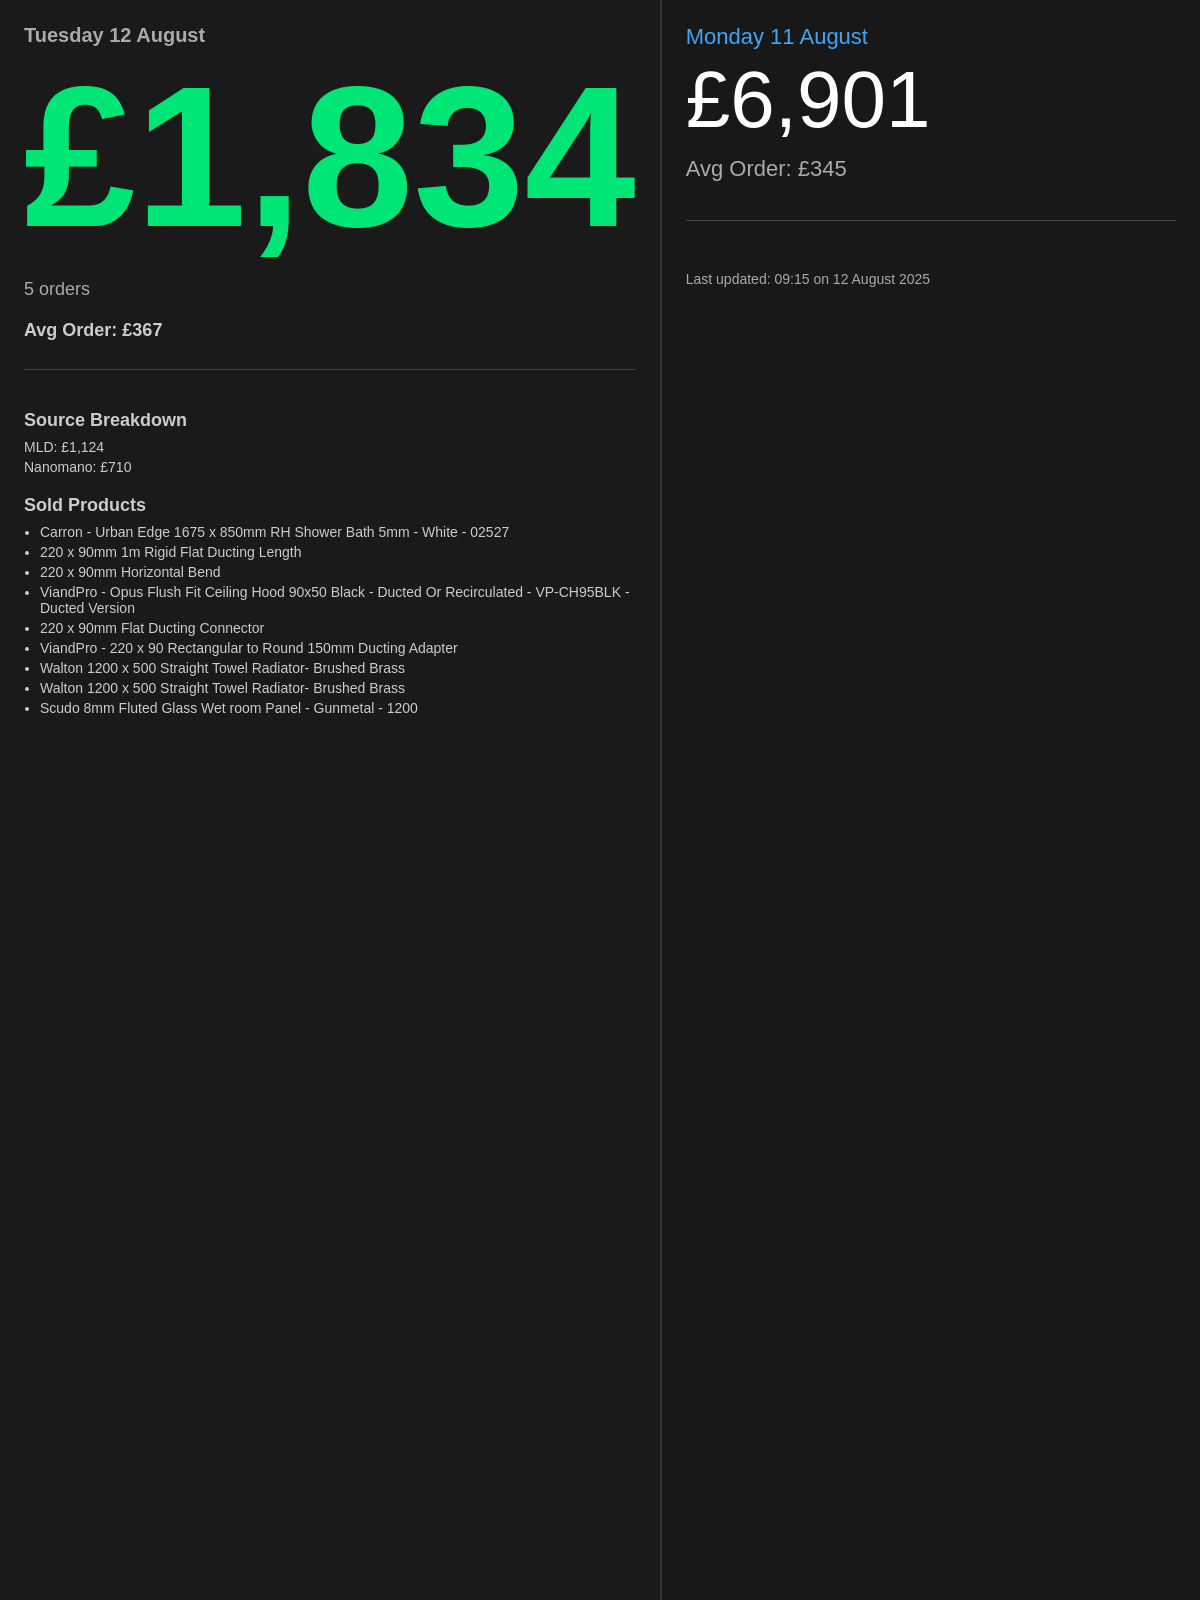 Tuesday 12 August
£1,834
5 orders
Avg Order: £367
Source Breakdown
MLD: £1,124
Nanomano: £710
Sold Products
• Carron - Urban Edge 1675 x 850mm RH Shower Bath 5mm - White - 02527
• 220 x 90mm 1m Rigid Flat Ducting Length
• 220 x 90mm Horizontal Bend
• ViandPro - Opus Flush Fit Ceiling Hood 90x50 Black - Ducted Or Recirculated - VP-CH95BLK -
Ducted Version
• 220 x 90mm Flat Ducting Connector
• ViandPro - 220 x 90 Rectangular to Round 150mm Ducting Adapter
• Walton 1200 x 500 Straight Towel Radiator- Brushed Brass
• Walton 1200 x 500 Straight Towel Radiator- Brushed Brass
• Scudo 8mm Fluted Glass Wet room Panel - Gunmetal - 1200
Monday 11 August
£6,901
Avg Order: £345
Last updated: 09:15 on 12 August 2025